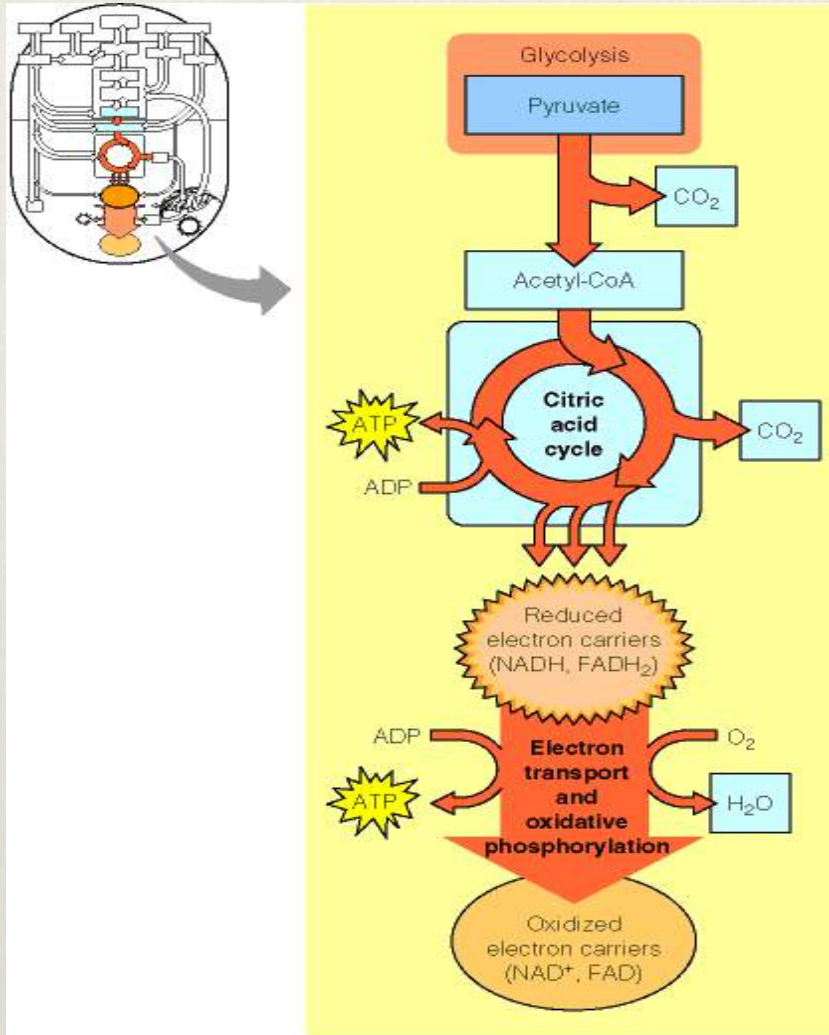 Glycolysis
Pyruvate
CO₂
Acetyl-CoA
Citric
acid
cycle
ATP
CO₂
ADP
Reduced
electron carriers
(NADH, FADH₂)
ADP
O₂
Electron
transport
and
oxidative
phosphorylation
ATP
H₂O
Oxidized
electron carriers
(NAD⁺, FAD)